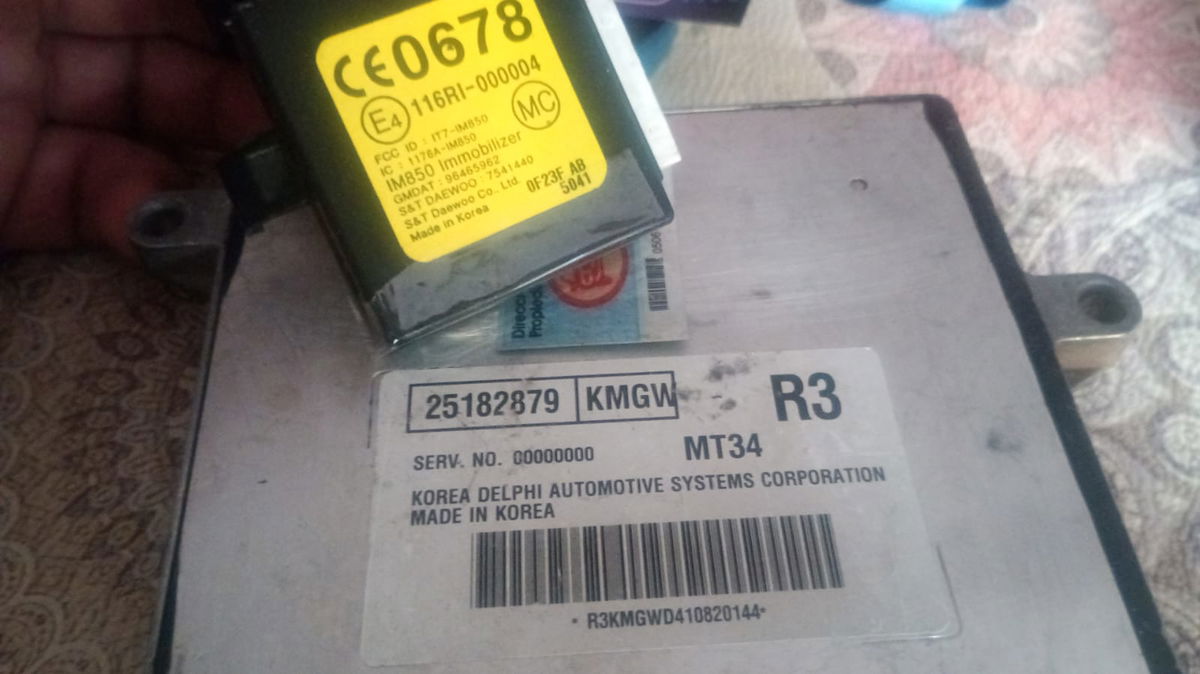 CE0678
E4 116RI-000004 MC
FCC ID : IT7-IM850
IC : 1176A-IM850
IM850 Immobilizer
GMDAT : 96465962
S&T DAEWOO : 7541440
S&T Daewoo Co., Ltd. 0F23F AB
Made in Korea 5041
0506
25182879 KMGW R3
SERV. NO. 00000000 MT34
KOREA DELPHI AUTOMOTIVE SYSTEMS CORPORATION
MADE IN KOREA
* R3KMGWD410820144*